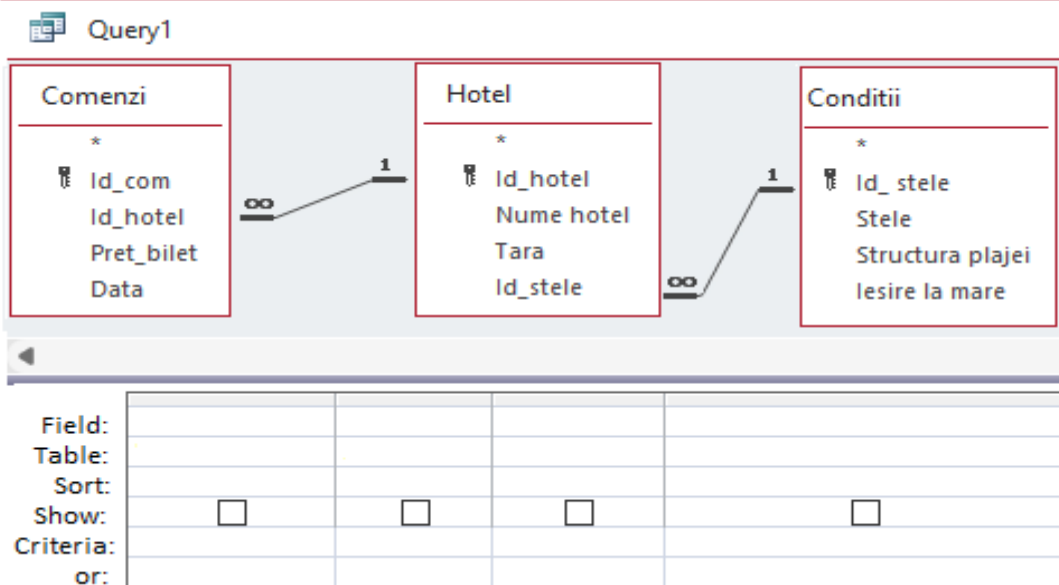 Query1
Comenzi
*
Id_com
Id_hotel
Pret_bilet
Data
∞
1
Hotel
*
Id_hotel
Nume hotel
Tara
Id_stele
∞
1
Conditii
*
Id_ stele
Stele
Structura plajei
Iesire la mare
Field:
Table:
Sort:
Show:
Criteria:
or: